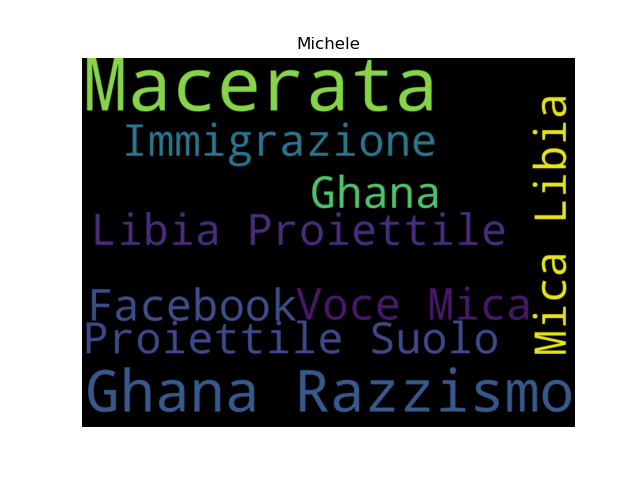 Michele
Macerata
Immigrazione
Ghana
Libia Proiettile
Mica Libia
Facebook
Voce Mica
Proiettile Suolo
Ghana Razzismo